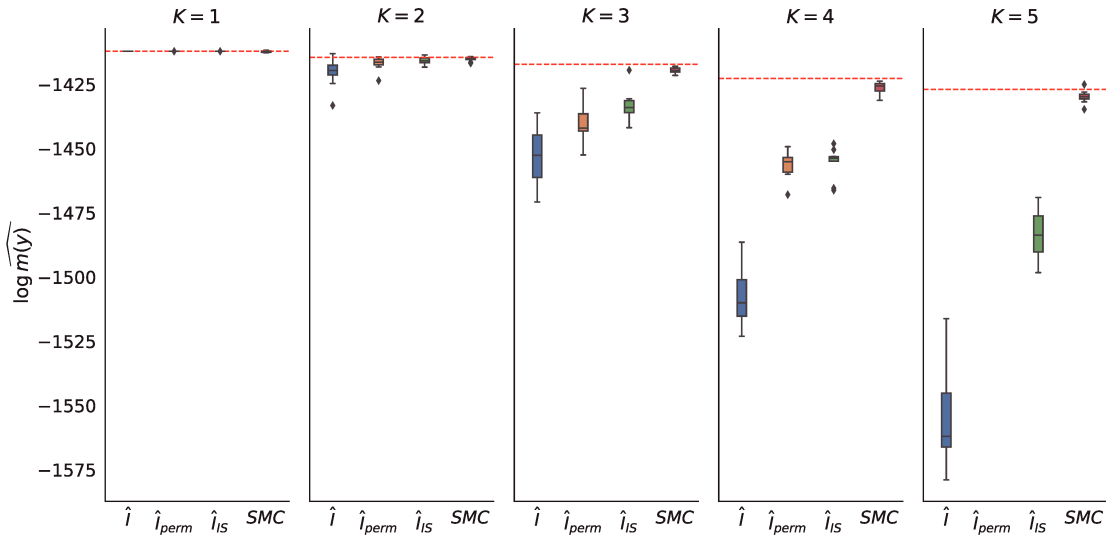 K = 1 K = 2 K = 3 K = 4 K = 5
−1425
−1450
−1475
−1500
−1525
−1550
−1575
log m(y)
Î Î_perm Î_IS SMC Î Î_perm Î_IS SMC Î Î_perm Î_IS SMC Î Î_perm Î_IS SMC Î Î_perm Î_IS SMC